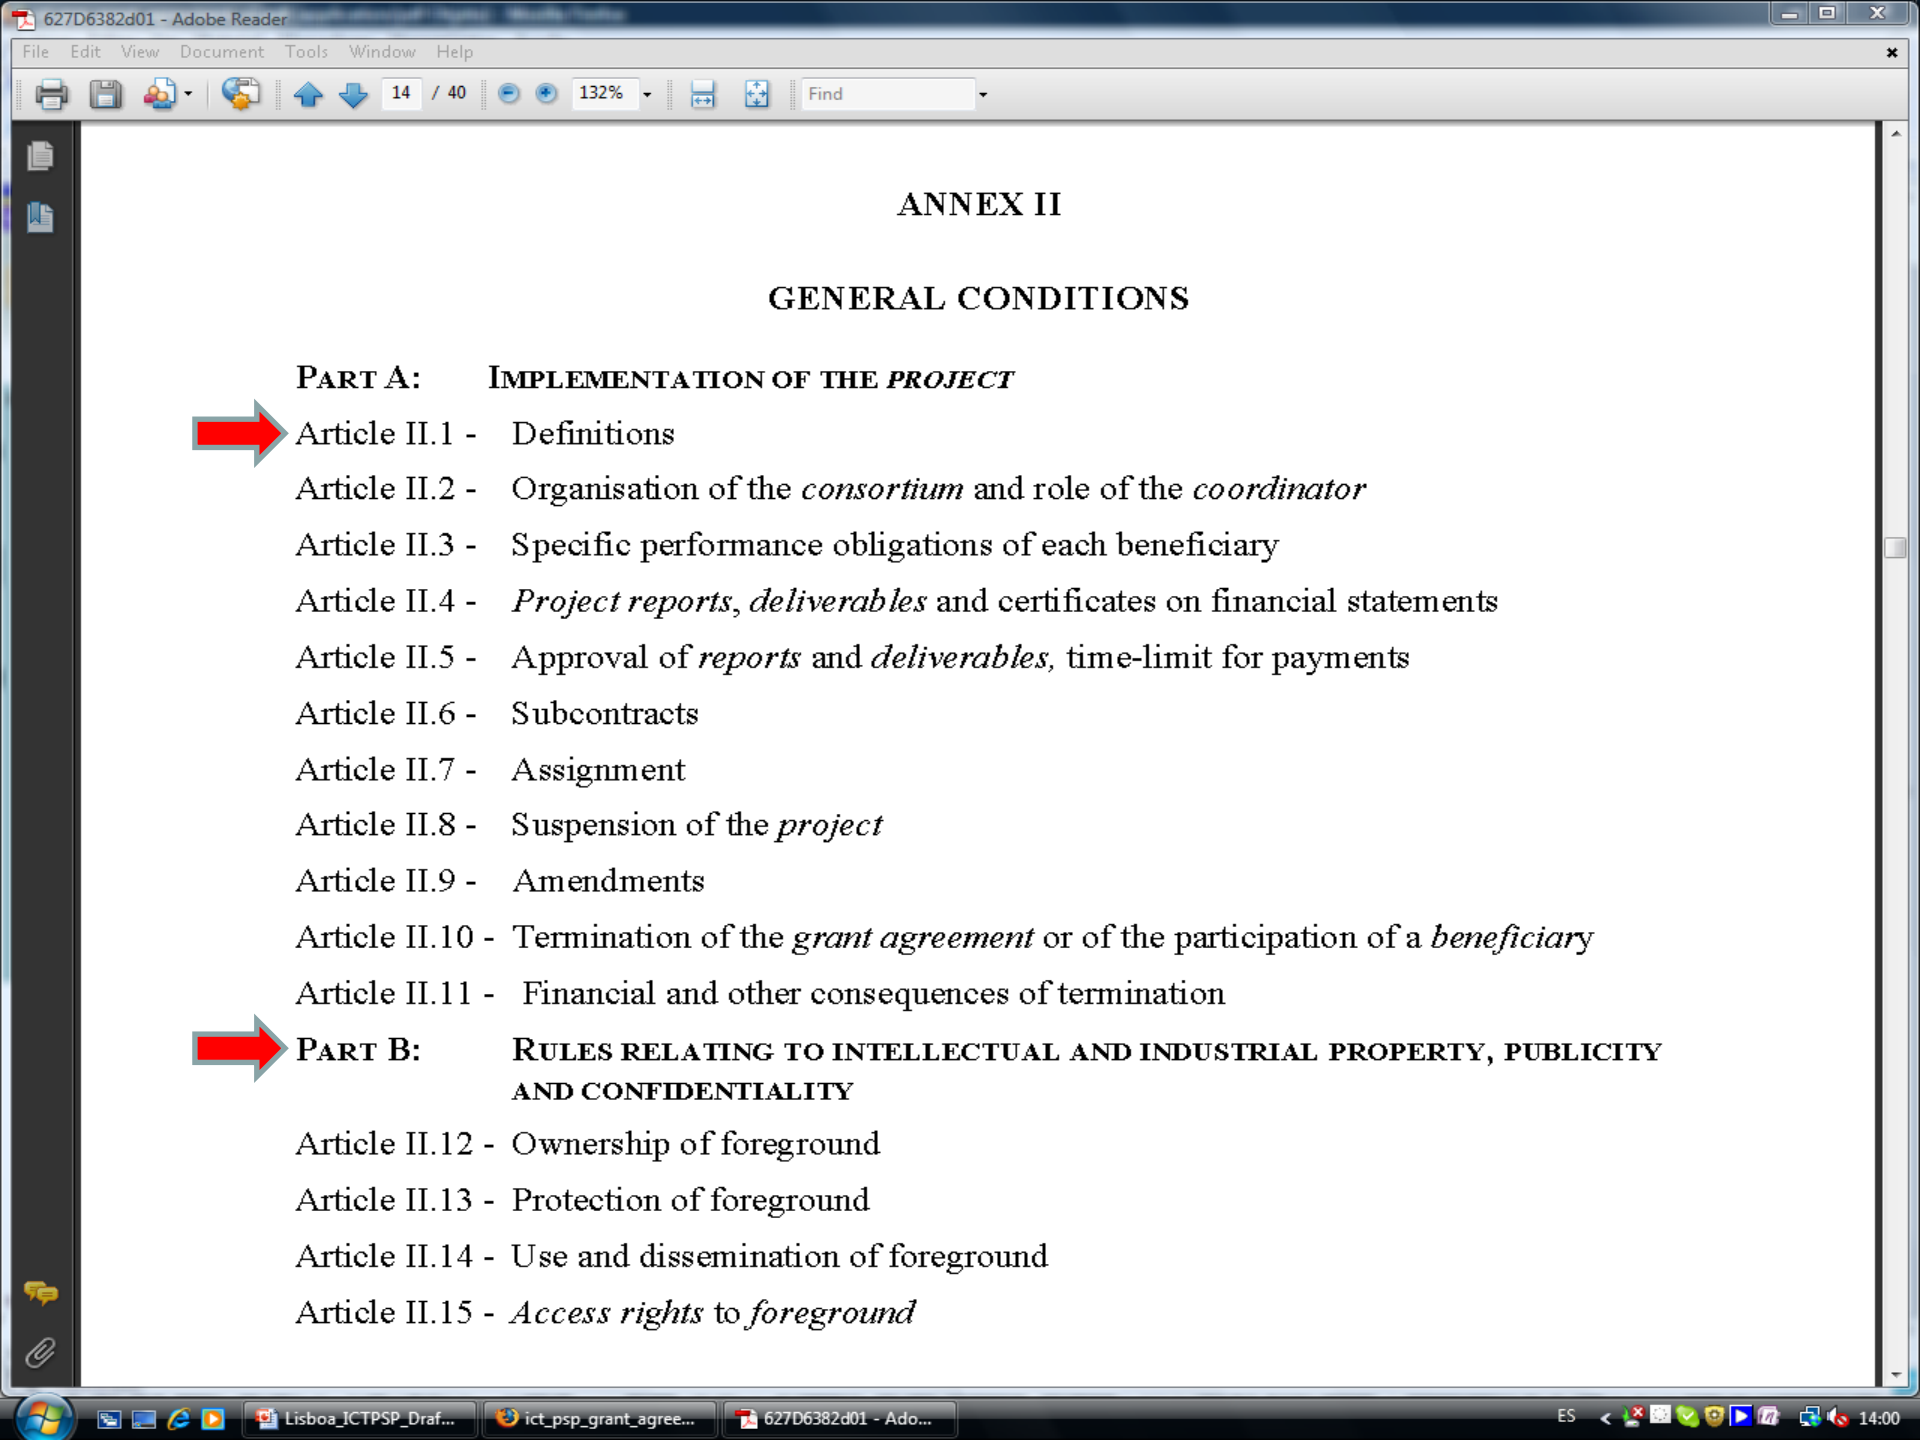 627D6382d01 - Adobe Reader
File Edit View Document Tools Window Help
14 / 40 132% Find
ANNEX II
GENERAL CONDITIONS
PART A: IMPLEMENTATION OF THE PROJECT
Article II.1 - Definitions
Article II.2 - Organisation of the consortium and role of the coordinator
Article II.3 - Specific performance obligations of each beneficiary
Article II.4 - Project reports, deliverables and certificates on financial statements
Article II.5 - Approval of reports and deliverables, time-limit for payments
Article II.6 - Subcontracts
Article II.7 - Assignment
Article II.8 - Suspension of the project
Article II.9 - Amendments
Article II.10 - Termination of the grant agreement or of the participation of a beneficiary
Article II.11 - Financial and other consequences of termination
PART B: RULES RELATING TO INTELLECTUAL AND INDUSTRIAL PROPERTY, PUBLICITY
AND CONFIDENTIALITY
Article II.12 - Ownership of foreground
Article II.13 - Protection of foreground
Article II.14 - Use and dissemination of foreground
Article II.15 - Access rights to foreground
Lisboa_ICTPSP_Draf... ict_psp_grant_agree... 627D6382d01 - Ado... ES 14:00